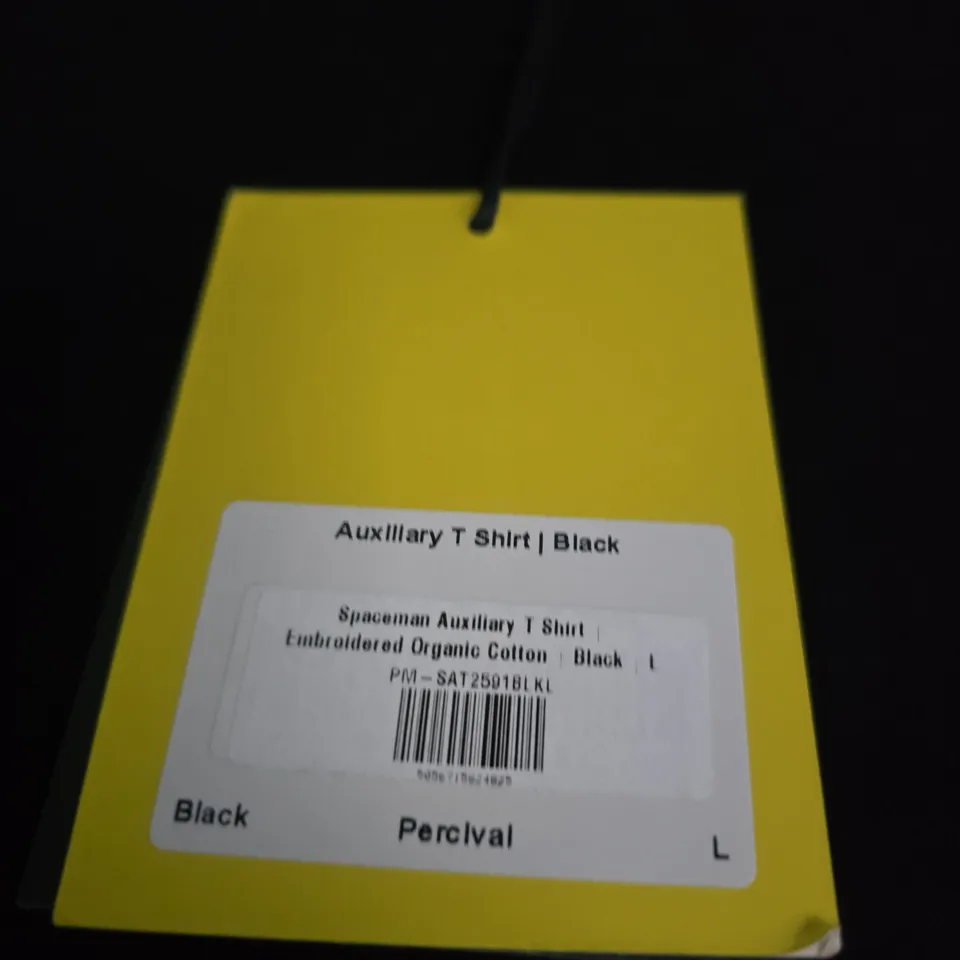 Auxiliary T Shirt | Black
Spaceman Auxiliary T Shirt |
Embroidered Organic Cotton | Black | L
PM-SAT2591BLKL
Black
Percival
L